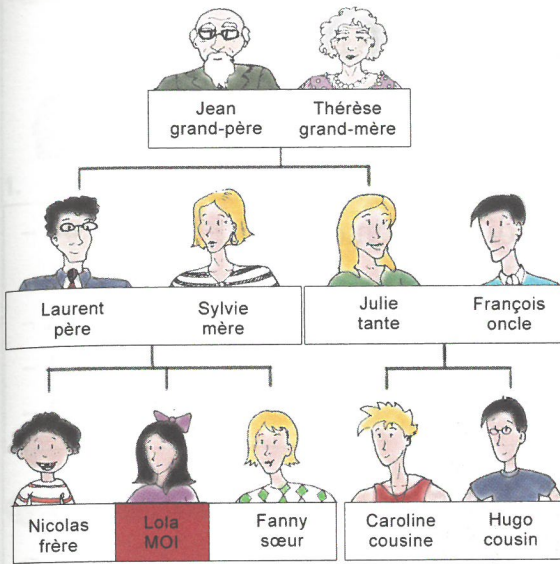 Jean Thérèse
grand-père grand-mère
Laurent Sylvie
père mère
Julie François
tante oncle
Nicolas
frère
Lola
MOI
Fanny
sœur
Caroline Hugo
cousine cousin